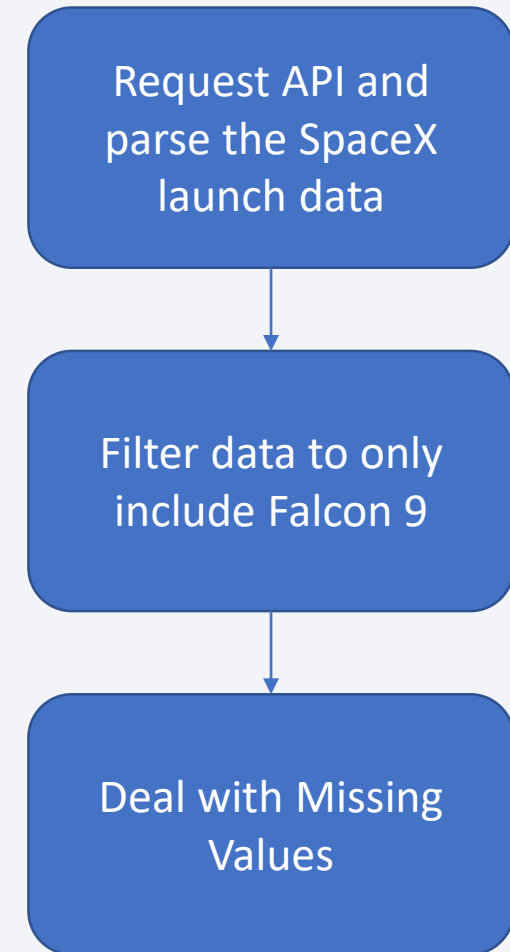 Request API and
parse the SpaceX
launch data
Filter data to only
include Falcon 9
Deal with Missing
Values